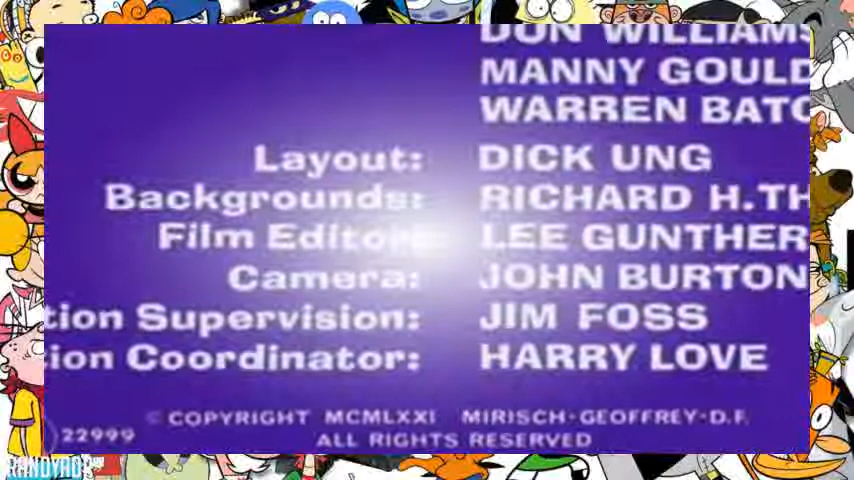 DON WILLIAMS
MANNY GOULD
WARREN BATC
Layout: DICK UNG
Backgrounds: RICHARD H.TH
Film Editor: LEE GUNTHER
Camera: JOHN BURTON
tion Supervision: JIM FOSS
tion Coordinator: HARRY LOVE
© COPYRIGHT MCMLXXI MIRISCH-GEOFFREY-D.F.
22999 ALL RIGHTS RESERVED